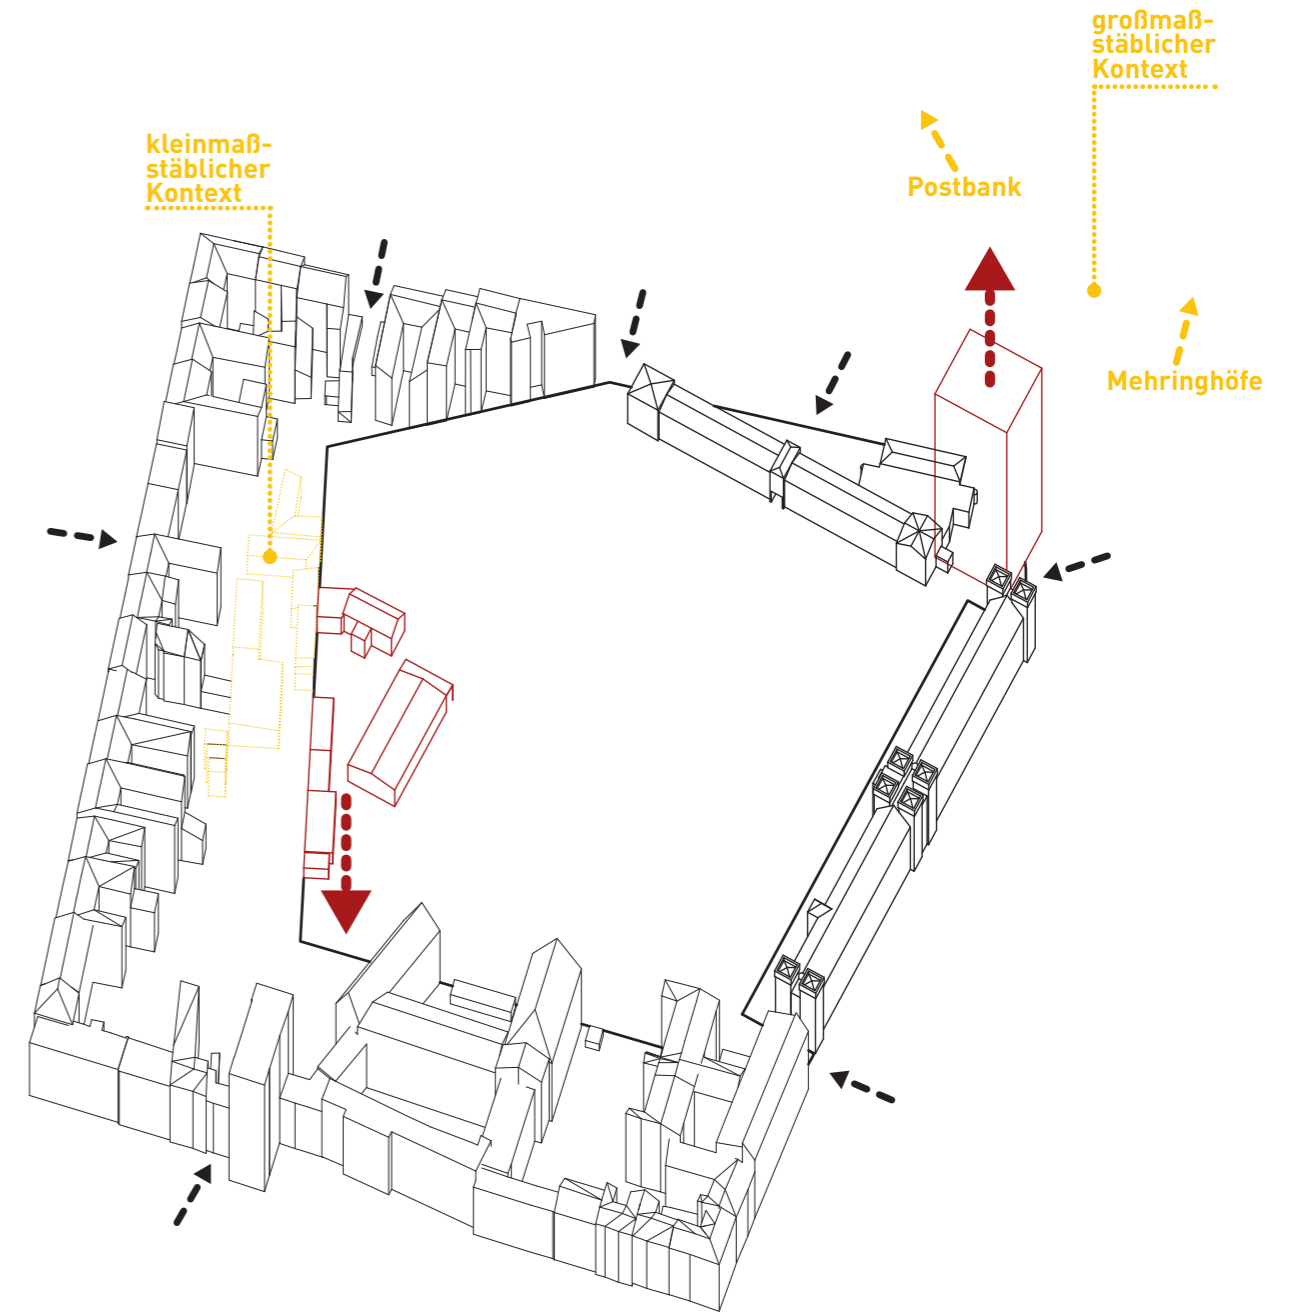 großmaß-
stäblicher
Kontext
kleinmaß-
stäblicher
Kontext
Postbank
Mehringhöfe